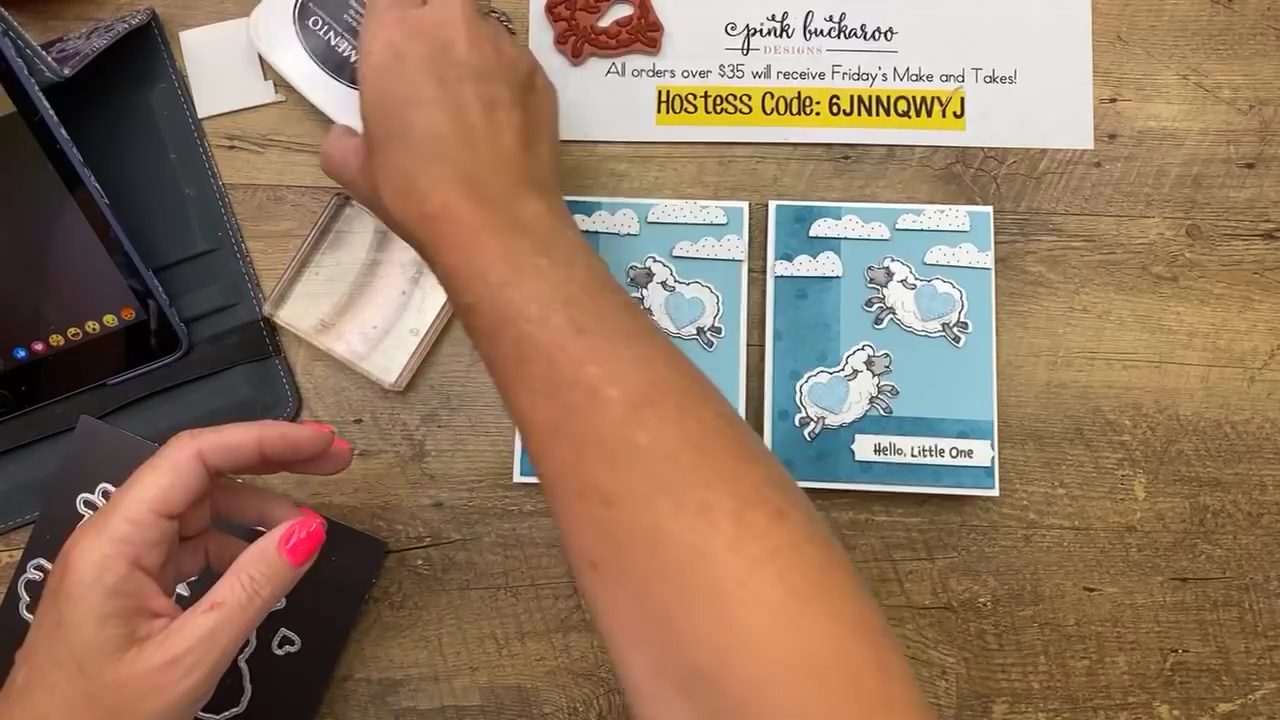 MENTO
pink buckaroo
DESIGNS
All orders over $35 will receive Friday's Make and Takes!
Hostess Code: 6JNNQWYJ
Hello, Little One